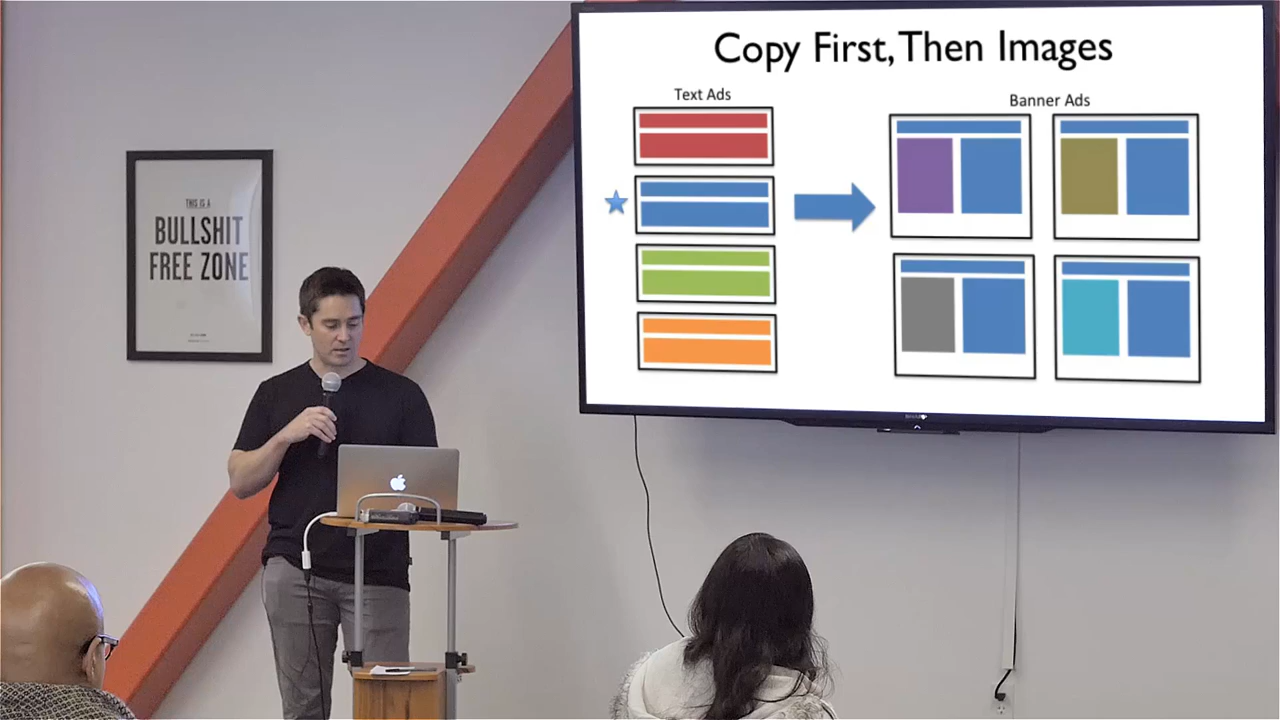 THIS IS A
BULLSHIT
FREE ZONE
Copy First, Then Images
Text Ads
Banner Ads